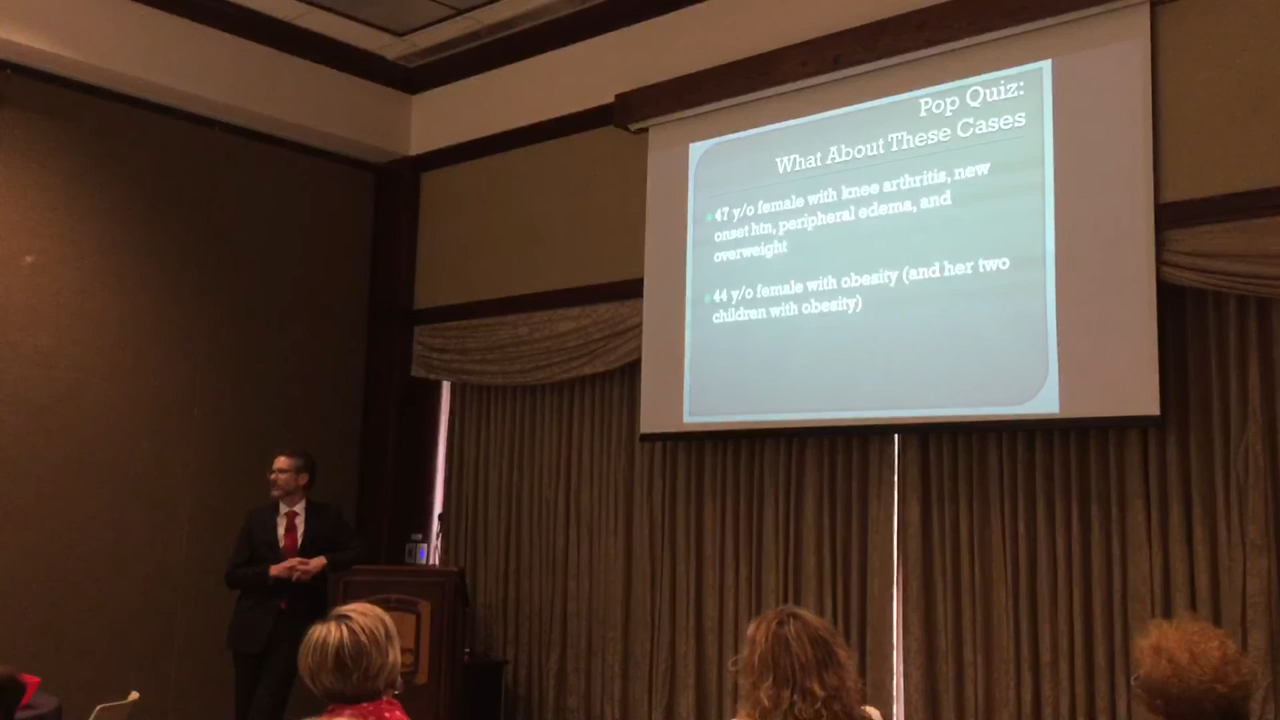 Pop Quiz:
What About These Cases
47 y/o female with knee arthritis, new
onset htn, peripheral edema, and
overweight
44 y/o female with obesity (and her two
children with obesity)